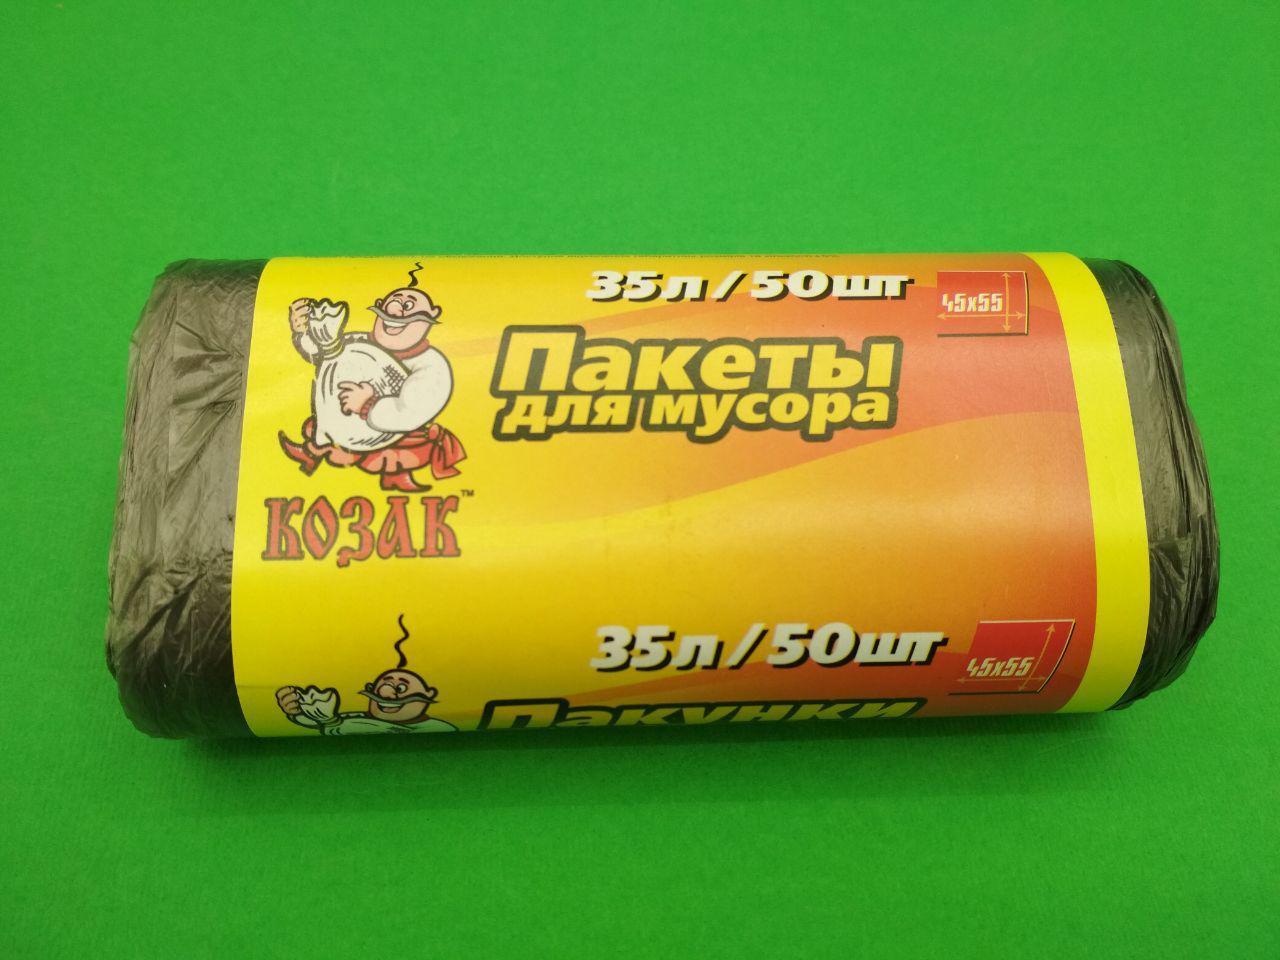 35л / 50шт
45x55
Пакеты
для мусора
КОЗАК™
35л / 50шт
45x55
Пакунки